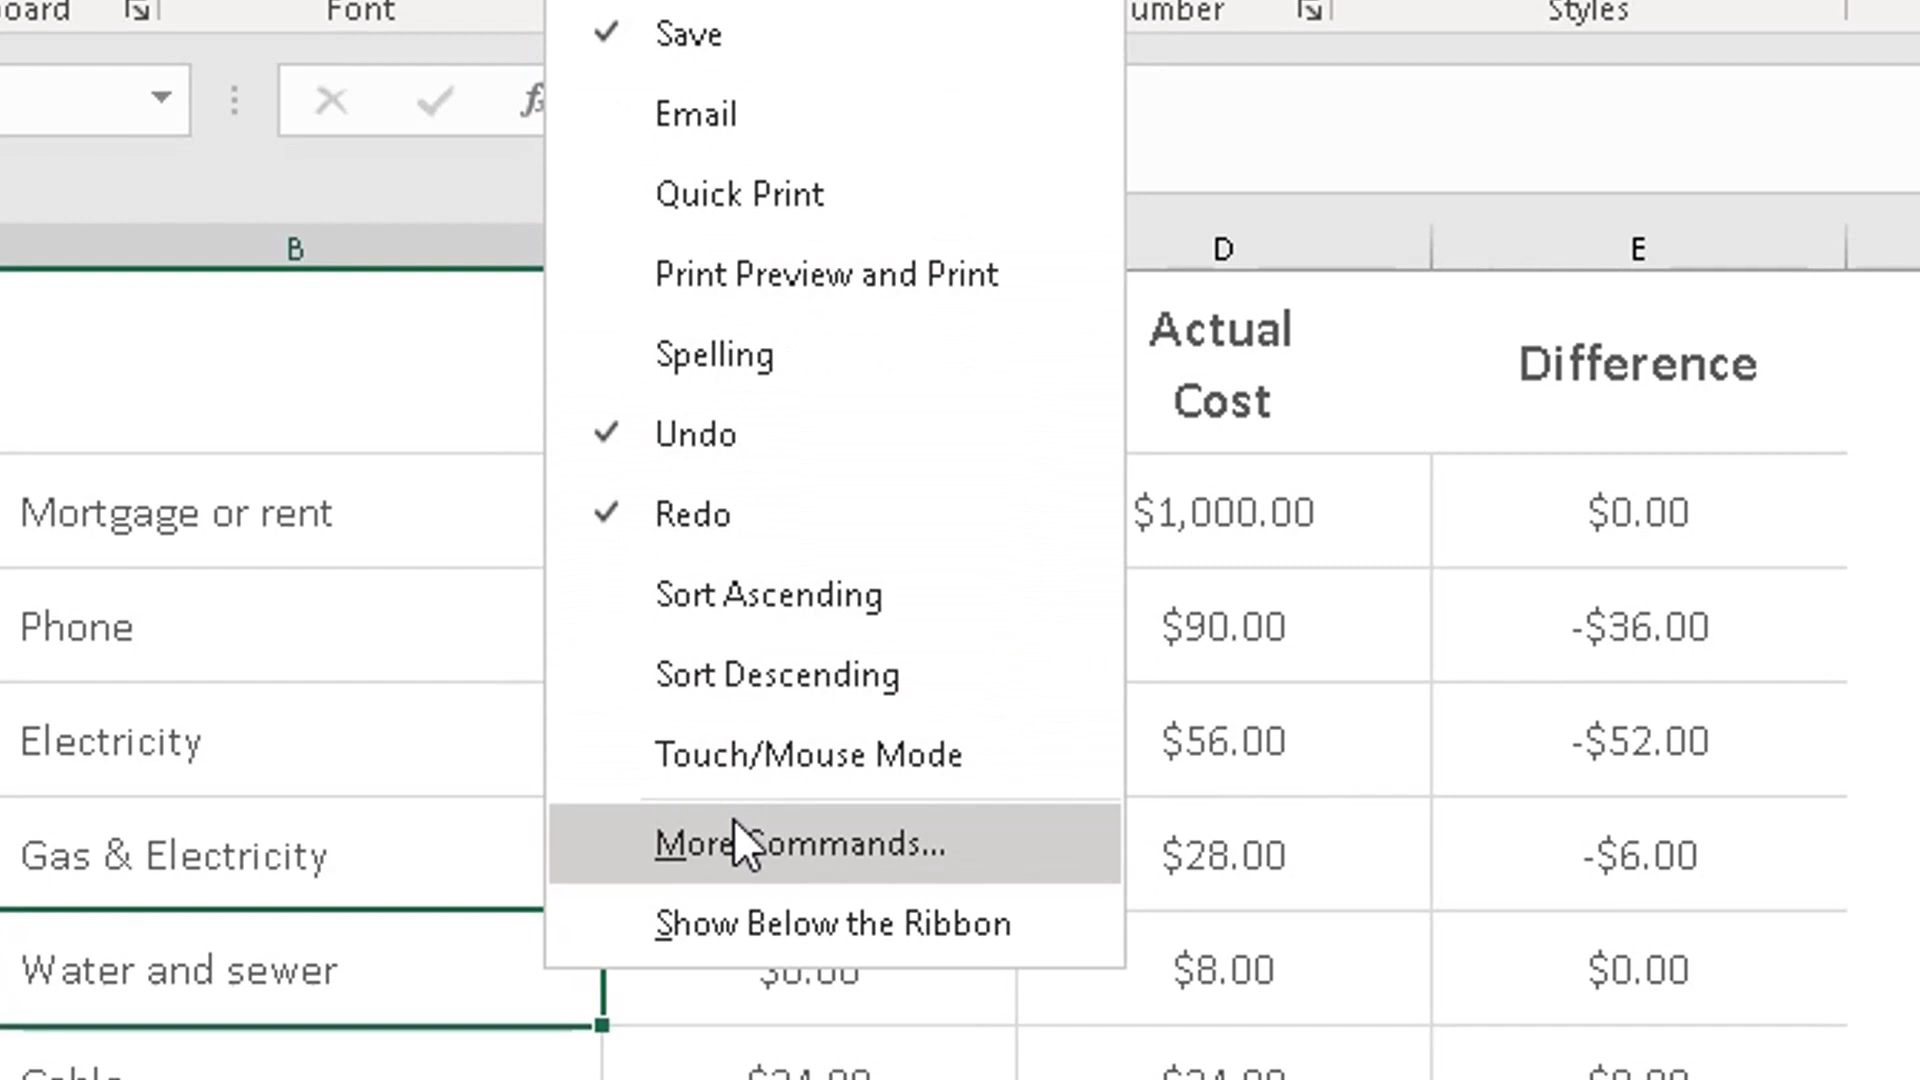 oard
Font
umber
Styles
Save
Email
Quick Print
Print Preview and Print
Spelling
Undo
Redo
Sort Ascending
Sort Descending
Touch/Mouse Mode
More Commands...
Show Below the Ribbon
fx
B
D
E
Actual
Cost
Difference
Mortgage or rent
$1,000.00
$0.00
Phone
$90.00
-$36.00
Electricity
$56.00
-$52.00
Gas & Electricity
$28.00
-$6.00
Water and sewer
$8.00
$8.00
$0.00